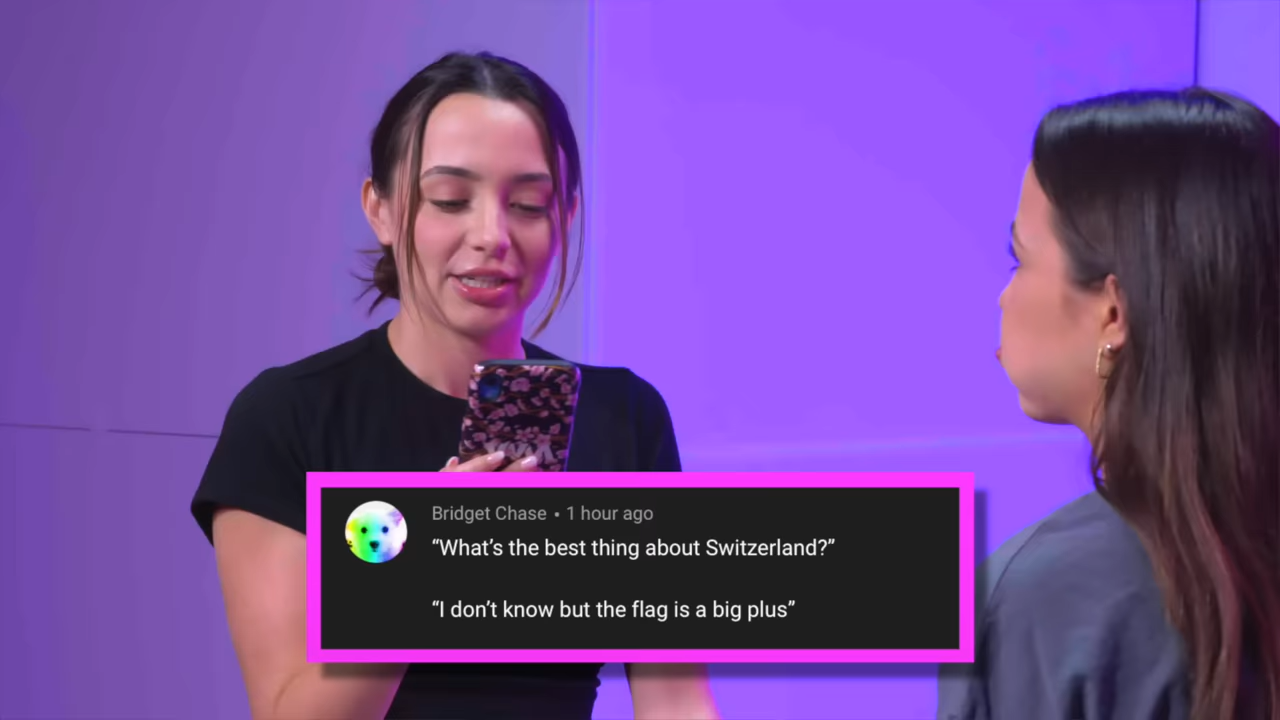 Bridget Chase • 1 hour ago
“What’s the best thing about Switzerland?”
“I don’t know but the flag is a big plus”